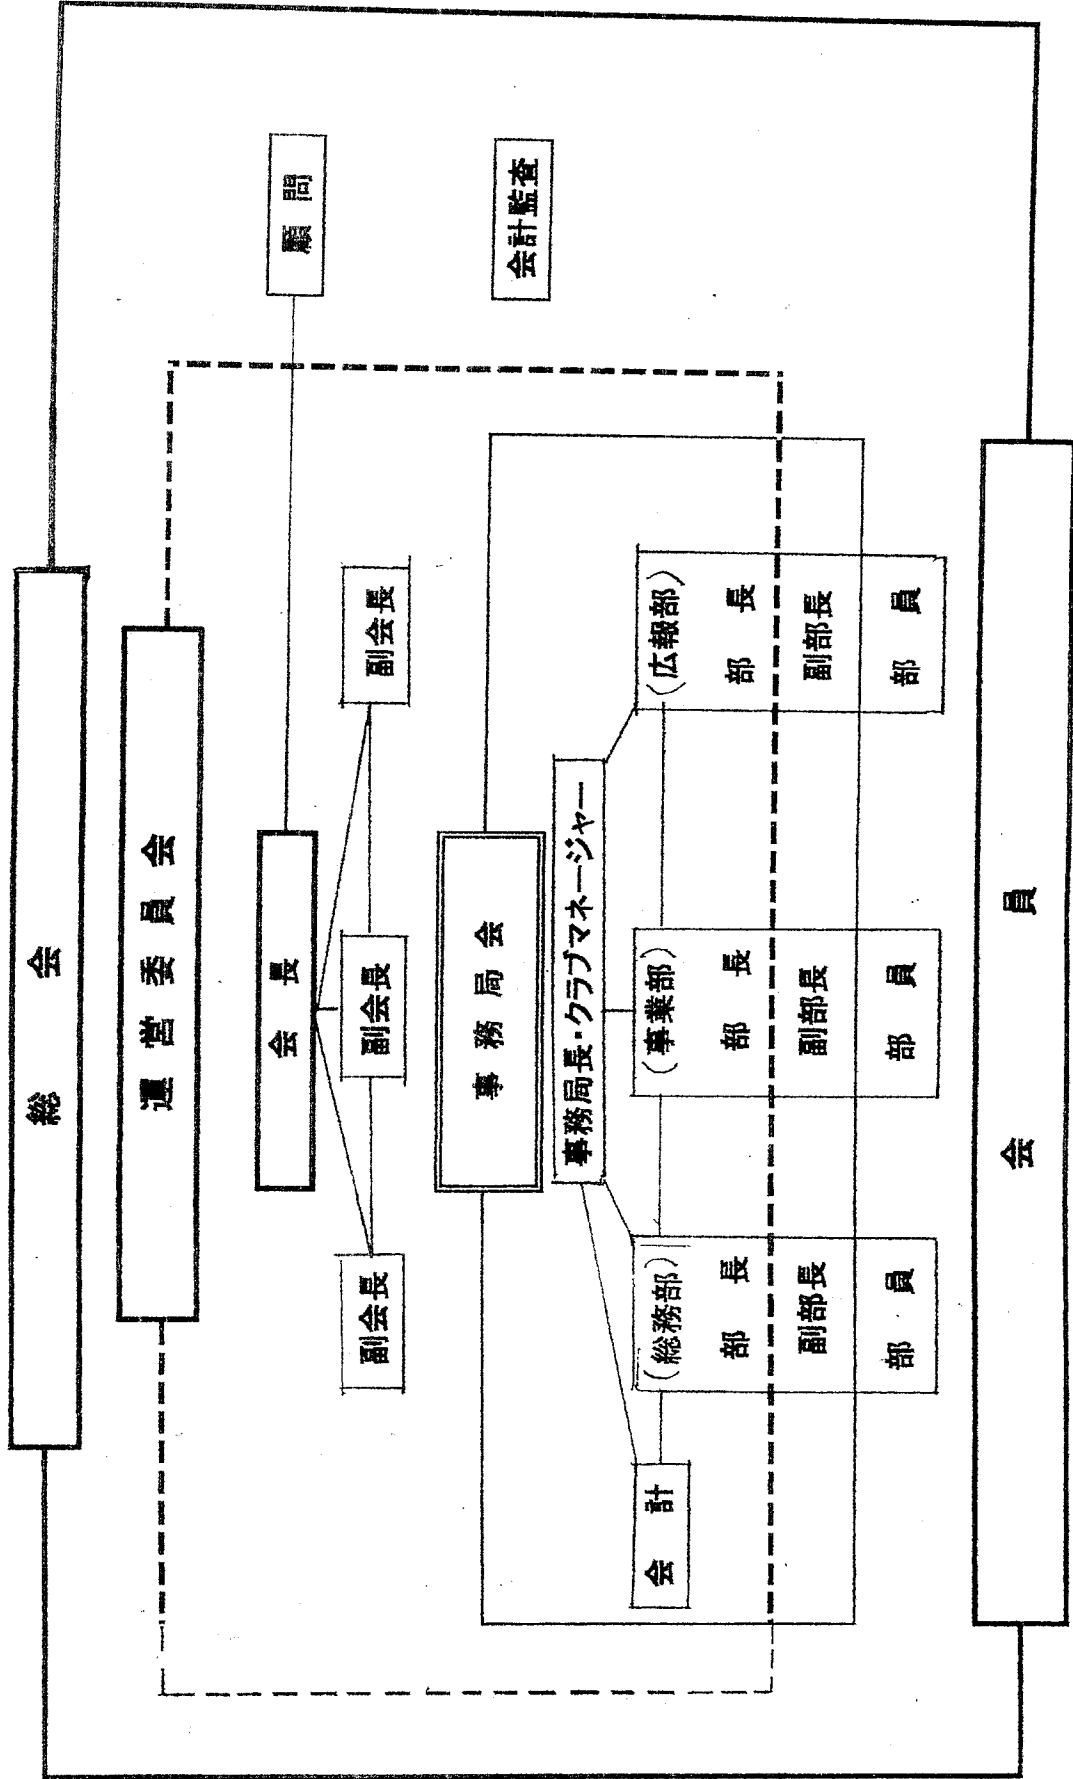 総会
運営委員会
会長
顧問
副会長
副会長
副会長
会計監査
事務局会
事務局長・クラブマネージャー
会計
(総務部)
部長
副部長
部員
(事業部)
部長
副部長
部員
(広報部)
部長
副部長
部員
会員